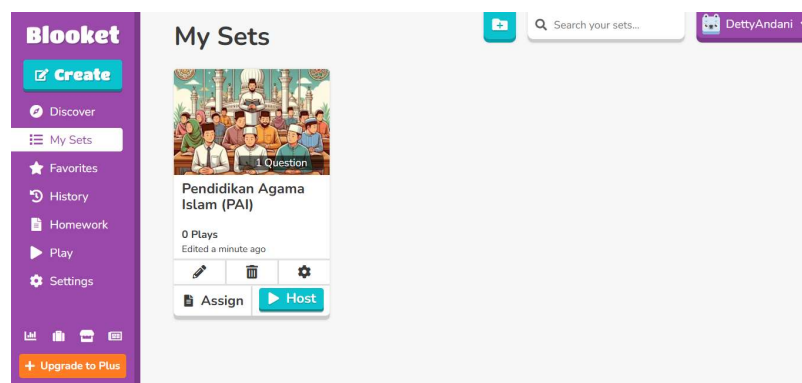 Blooket
Create
Discover
My Sets
Favorites
History
Homework
Play
Settings
+ Upgrade to Plus
My Sets
Search your sets...
DettyAndani
1 Question
Pendidikan Agama
Islam (PAI)
0 Plays
Edited a minute ago
Assign
Host